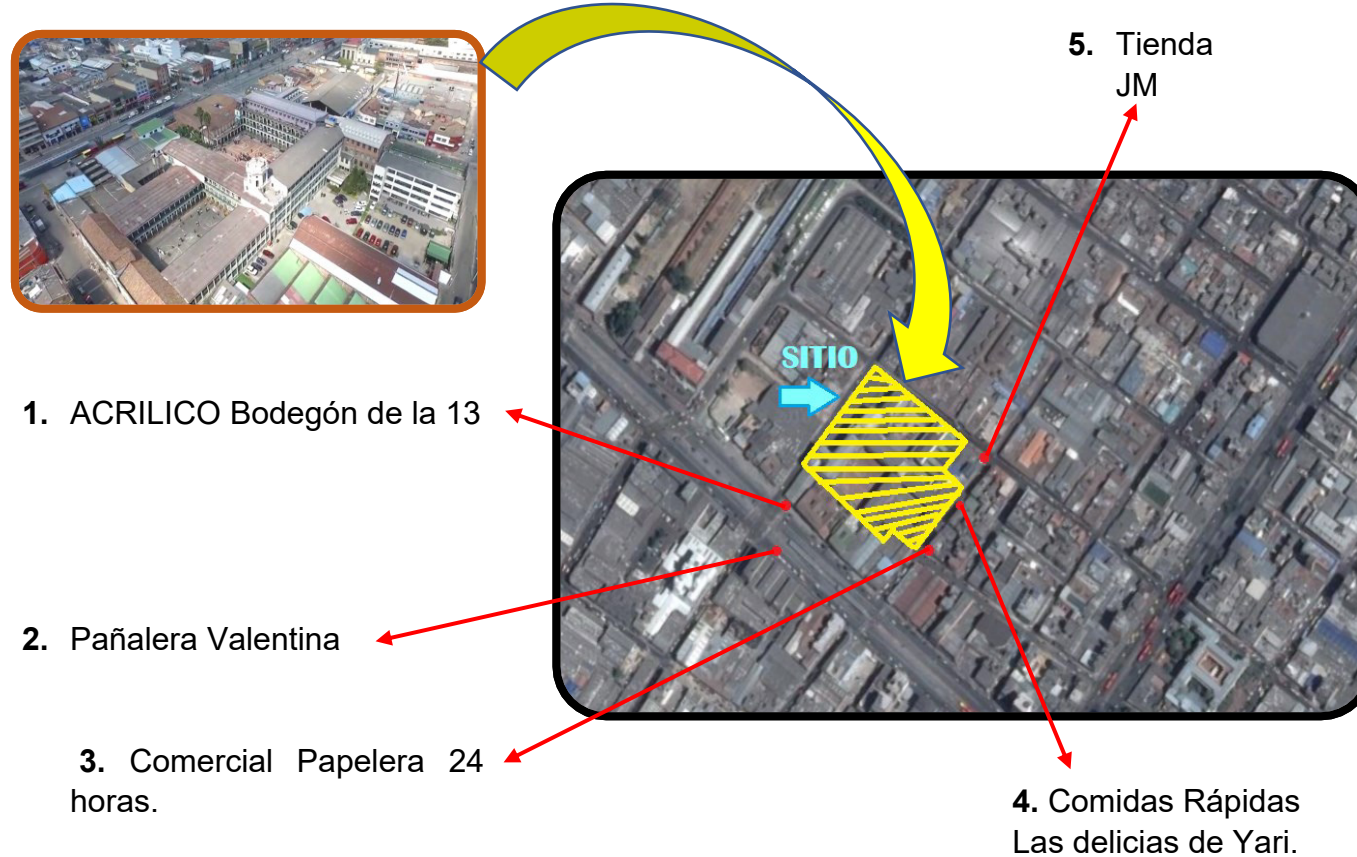 5. Tienda
JM
SITIO
1. ACRILICO Bodegón de la 13
2. Pañalera Valentina
3. Comercial Papelera 24
horas.
4. Comidas Rápidas
Las delicias de Yari.